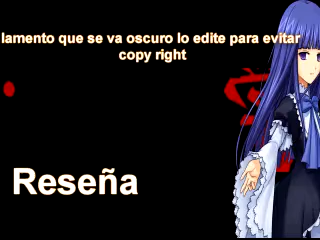 lamento que se va oscuro lo edite para evitar
copy right
Reseña